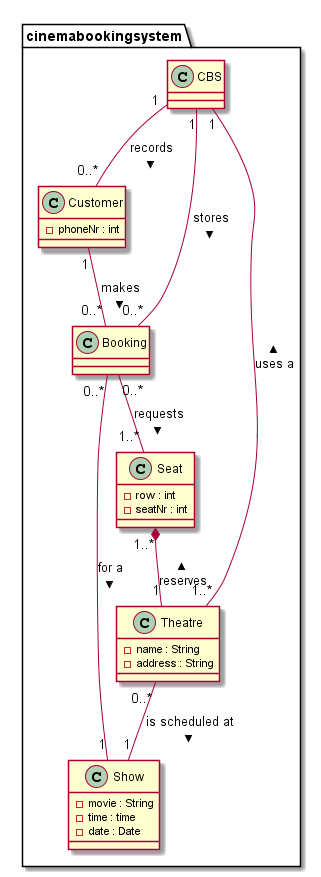 cinemabookingsystem
C CBS
1 1 1
records
▼
0..*
stores
▼
C Customer
phoneNr : int
1
makes
▼
0..* 0..*
▲
uses a
C Booking
0..* 0..*
requests
▼
1..*
C Seat
row : int
seatNr : int
1..*
for a
▼
▲
reserves
1 1..*
C Theatre
name : String
address : String
0..*
is scheduled at
▼
1 1
C Show
movie : String
time : time
date : Date